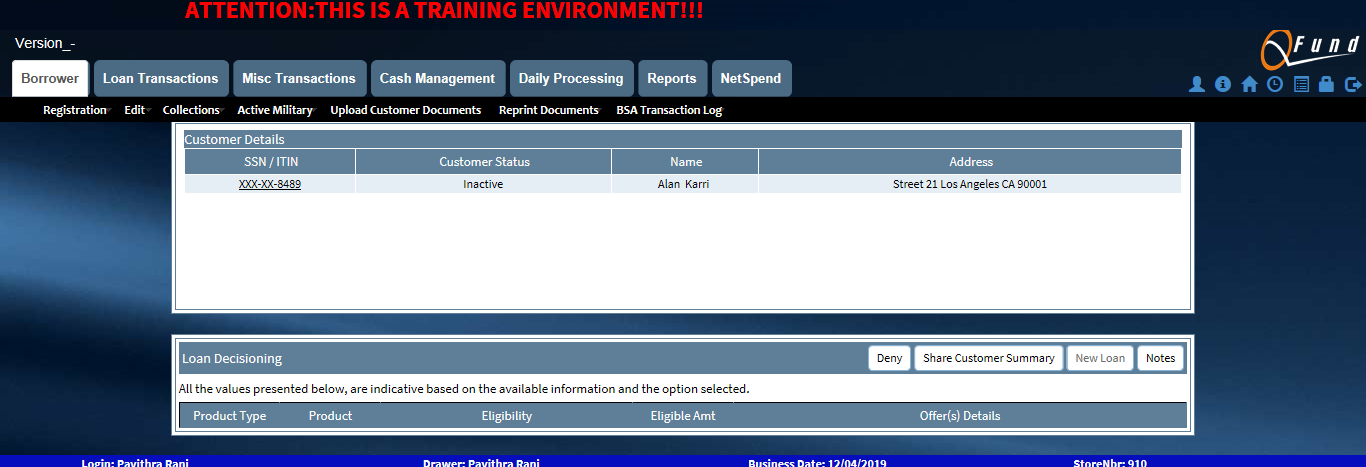 ATTENTION:THIS IS A TRAINING ENVIRONMENT!!!
Version_-
QFund
Borrower Loan Transactions Misc Transactions Cash Management Daily Processing Reports NetSpend
Registration Edit Collections Active Military Upload Customer Documents Reprint Documents BSA Transaction Log
Customer Details
SSN / ITIN Customer Status Name Address
XXX-XX-8489 Inactive Alan Karri Street 21 Los Angeles CA 90001
Loan Decisioning Deny Share Customer Summary New Loan Notes
All the values presented below, are indicative based on the available information and the option selected.
Product Type Product Eligibility Eligible Amt Offer(s) Details
Login: Pavithra Rani Drawer: Pavithra Rani Business Date: 12/04/2019 StoreNbr: 910